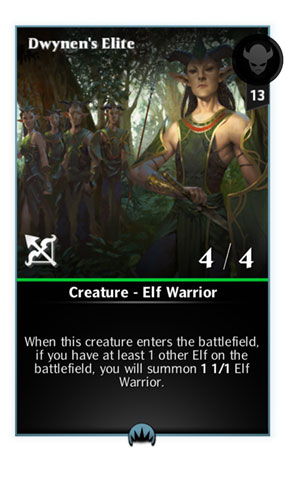 Dwynen's Elite
13
4 / 4
Creature - Elf Warrior
When this creature enters the battlefield,
if you have at least 1 other Elf on the
battlefield, you will summon 1 1/1 Elf
Warrior.